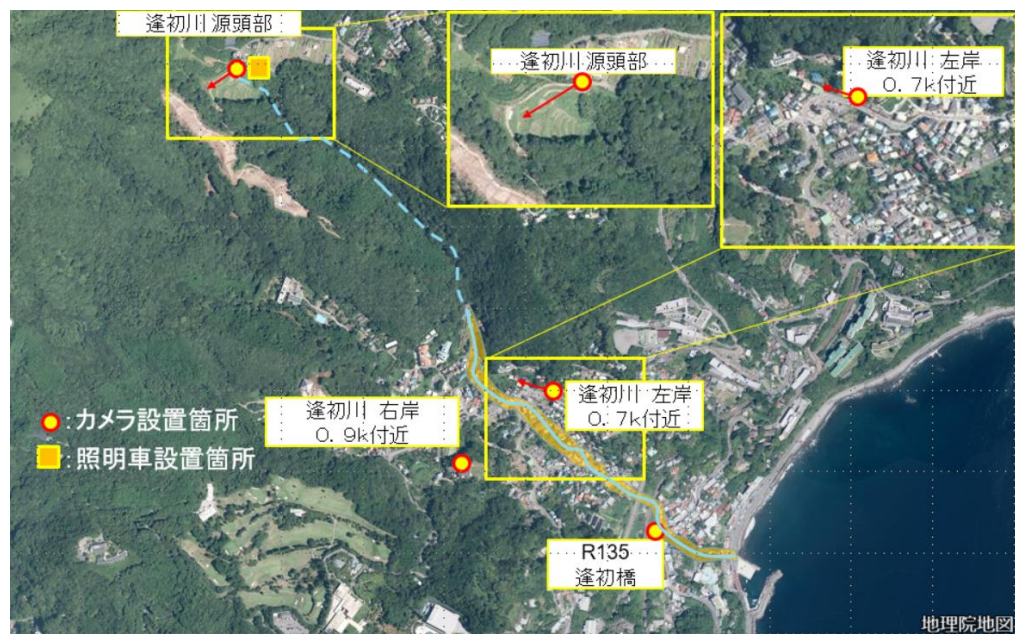 逢初川 源頭部
逢初川 源頭部
逢初川 左岸
0.7k付近
逢初川 左岸
0.7k付近
逢初川 右岸
0.9k付近
:カメラ設置箇所
:照明車設置箇所
R135
逢初橋
地理院地図